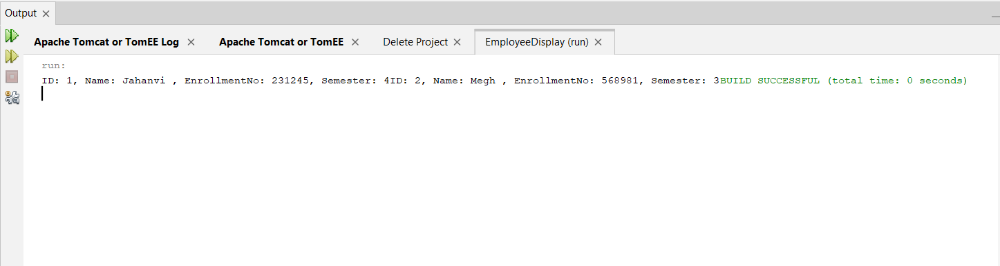 Output
Apache Tomcat or TomEE Log Apache Tomcat or TomEE Delete Project EmployeeDisplay (run)
run:
ID: 1, Name: Jahanvi , EnrollmentNo: 231245, Semester: 4ID: 2, Name: Megh , EnrollmentNo: 568981, Semester: 3BUILD SUCCESSFUL (total time: 0 seconds)